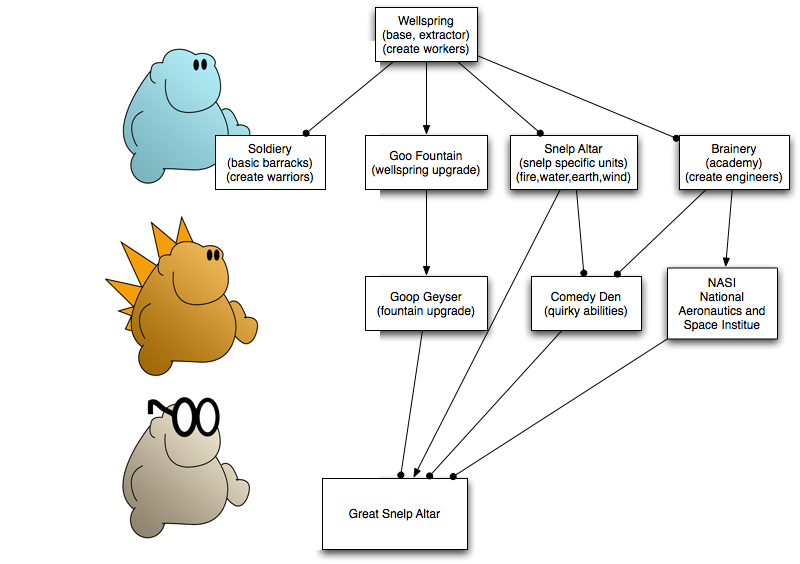 Wellspring
(base, extractor)
(create workers)
Soldiery
(basic barracks)
(create warriors)
Goo Fountain
(wellspring upgrade)
Snelp Altar
(snelp specific units)
(fire,water,earth,wind)
Brainery
(academy)
(create engineers)
Goop Geyser
(fountain upgrade)
Comedy Den
(quirky abilities)
NASI
National
Aeronautics and
Space Institue
Great Snelp Altar